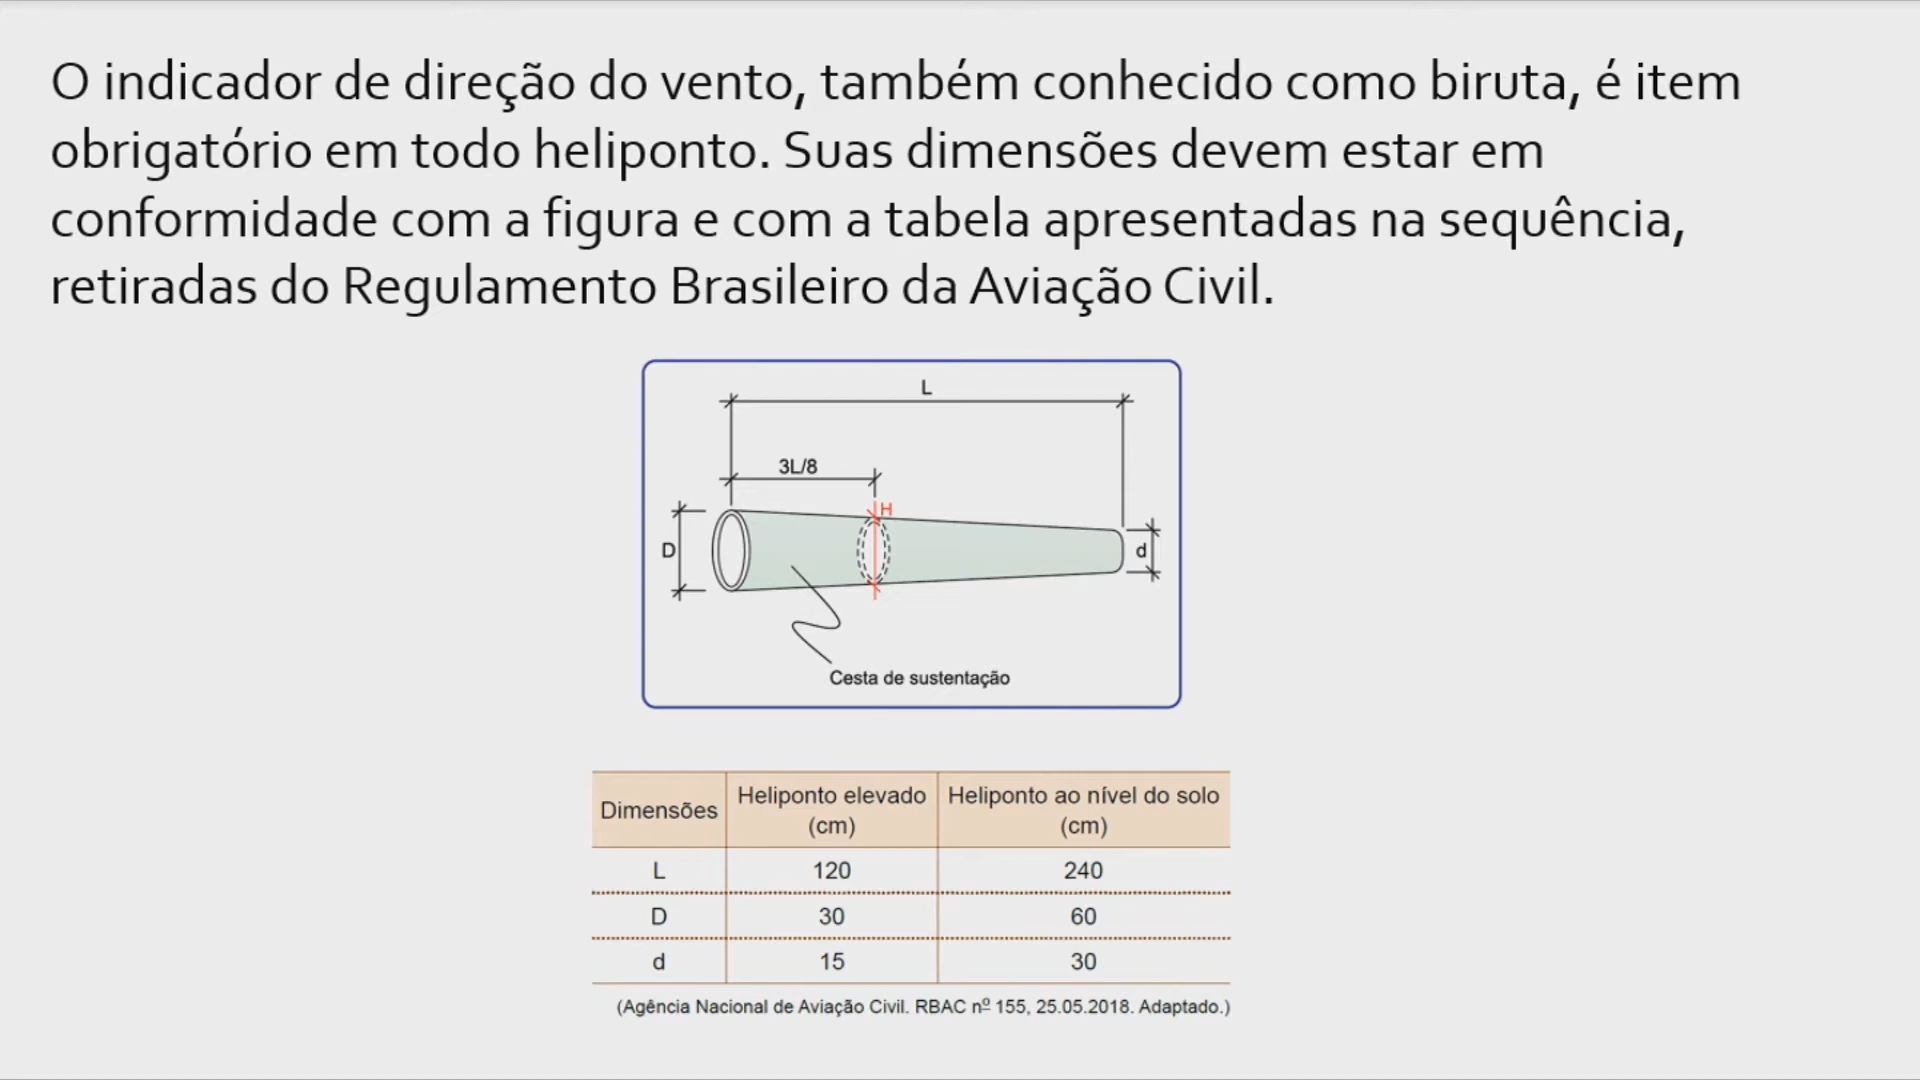 O indicador de direção do vento, também conhecido como biruta, é item
obrigatório em todo heliponto. Suas dimensões devem estar em
conformidade com a figura e com a tabela apresentadas na sequência,
retiradas do Regulamento Brasileiro da Aviação Civil.
L
3L/8
H
D
d
Cesta de sustentação
Dimensões Heliponto elevado (cm) Heliponto ao nível do solo (cm)
L 120 240
D 30 60
d 15 30
(Agência Nacional de Aviação Civil. RBAC nº 155, 25.05.2018. Adaptado.)